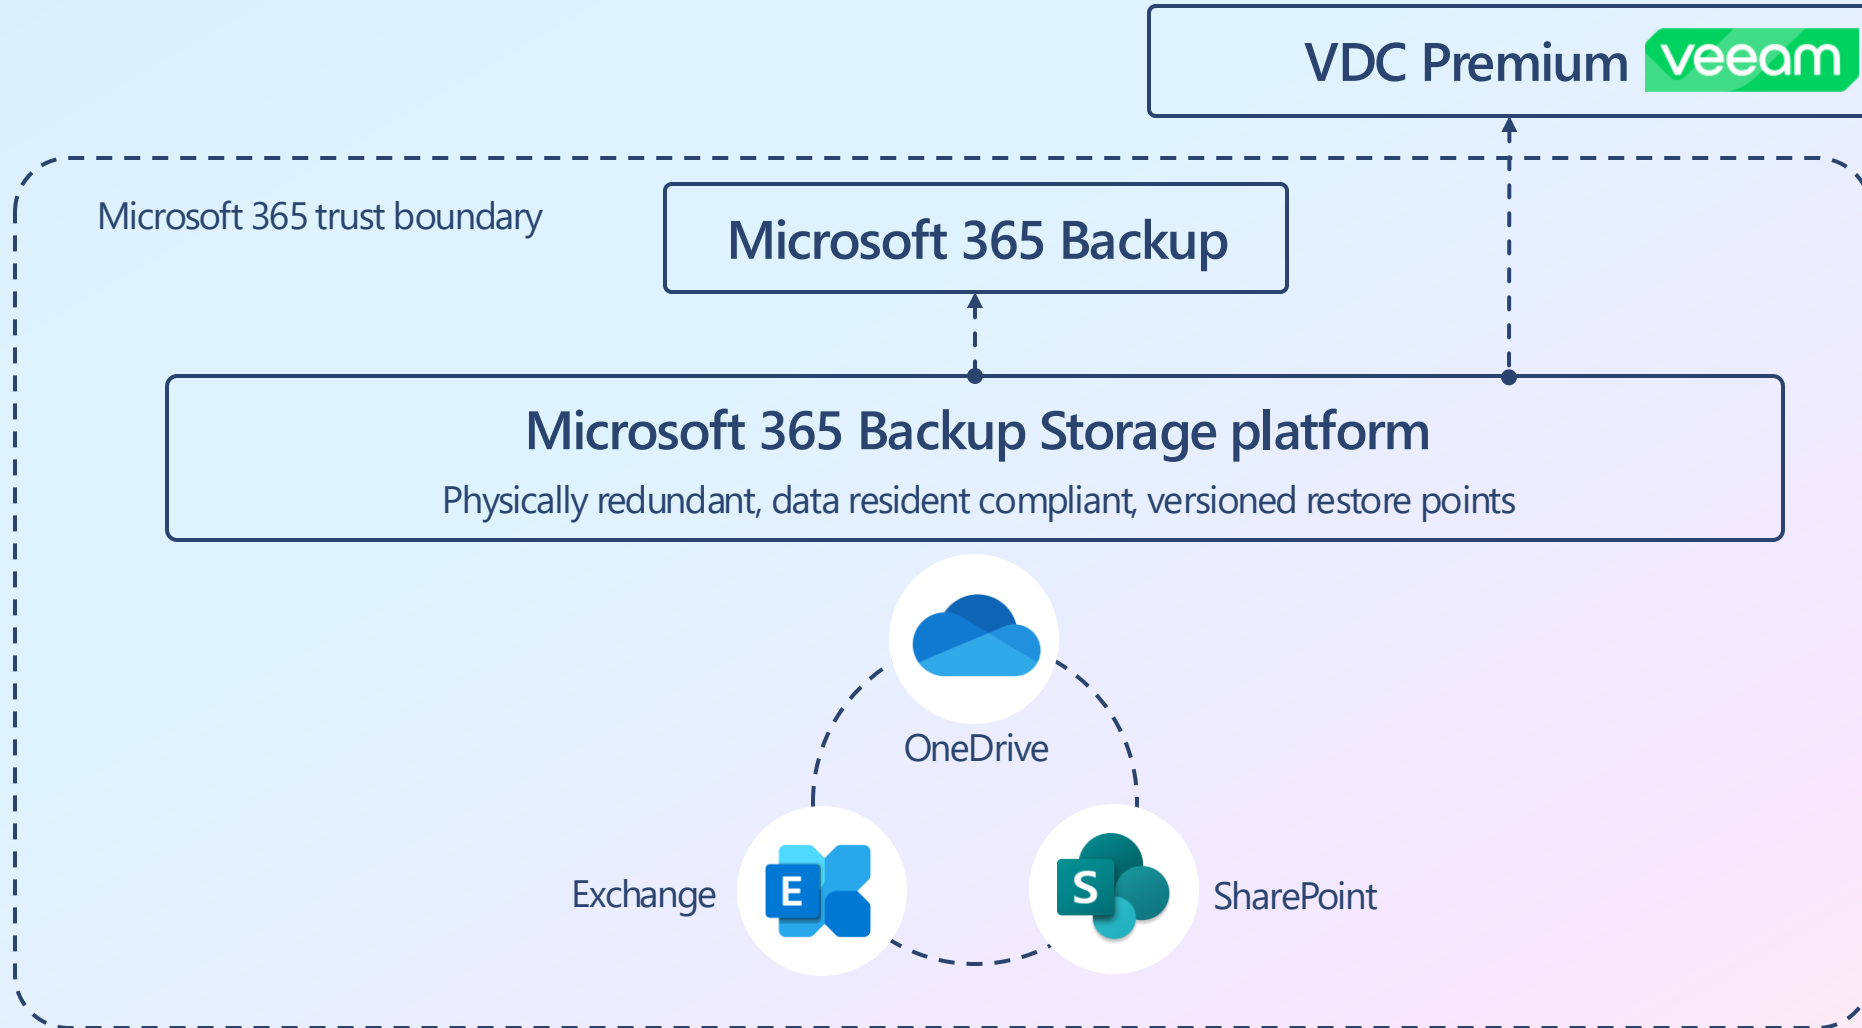 VDC Premium veeam
Microsoft 365 trust boundary
Microsoft 365 Backup
Microsoft 365 Backup Storage platform
Physically redundant, data resident compliant, versioned restore points
OneDrive
E
Exchange
S
SharePoint